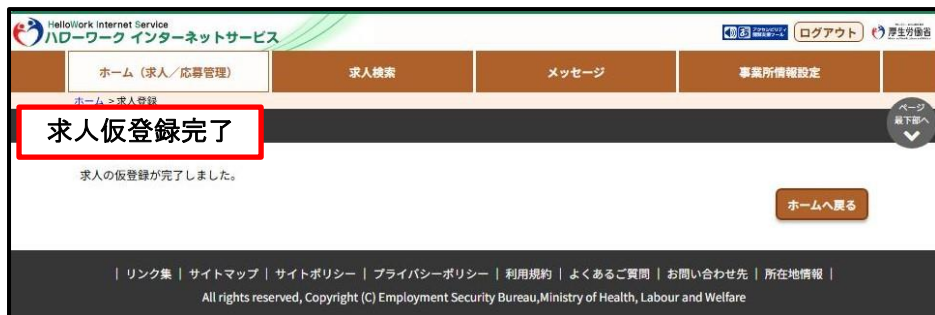 HelloWork Internet Service
ハローワーク インターネットサービス
ログアウト
厚生労働省
ホーム（求人／応募管理） 求人検索 メッセージ 事業所情報設定
ホーム > 求人登録
ページ
最下部へ
求人仮登録完了
求人の仮登録が完了しました。
ホームへ戻る
| リンク集 | サイトマップ | サイトポリシー | プライバシーポリシー | 利用規約 | よくあるご質問 | お問い合わせ先 | 所在地情報 |
All rights reserved, Copyright (C) Employment Security Bureau,Ministry of Health, Labour and Welfare